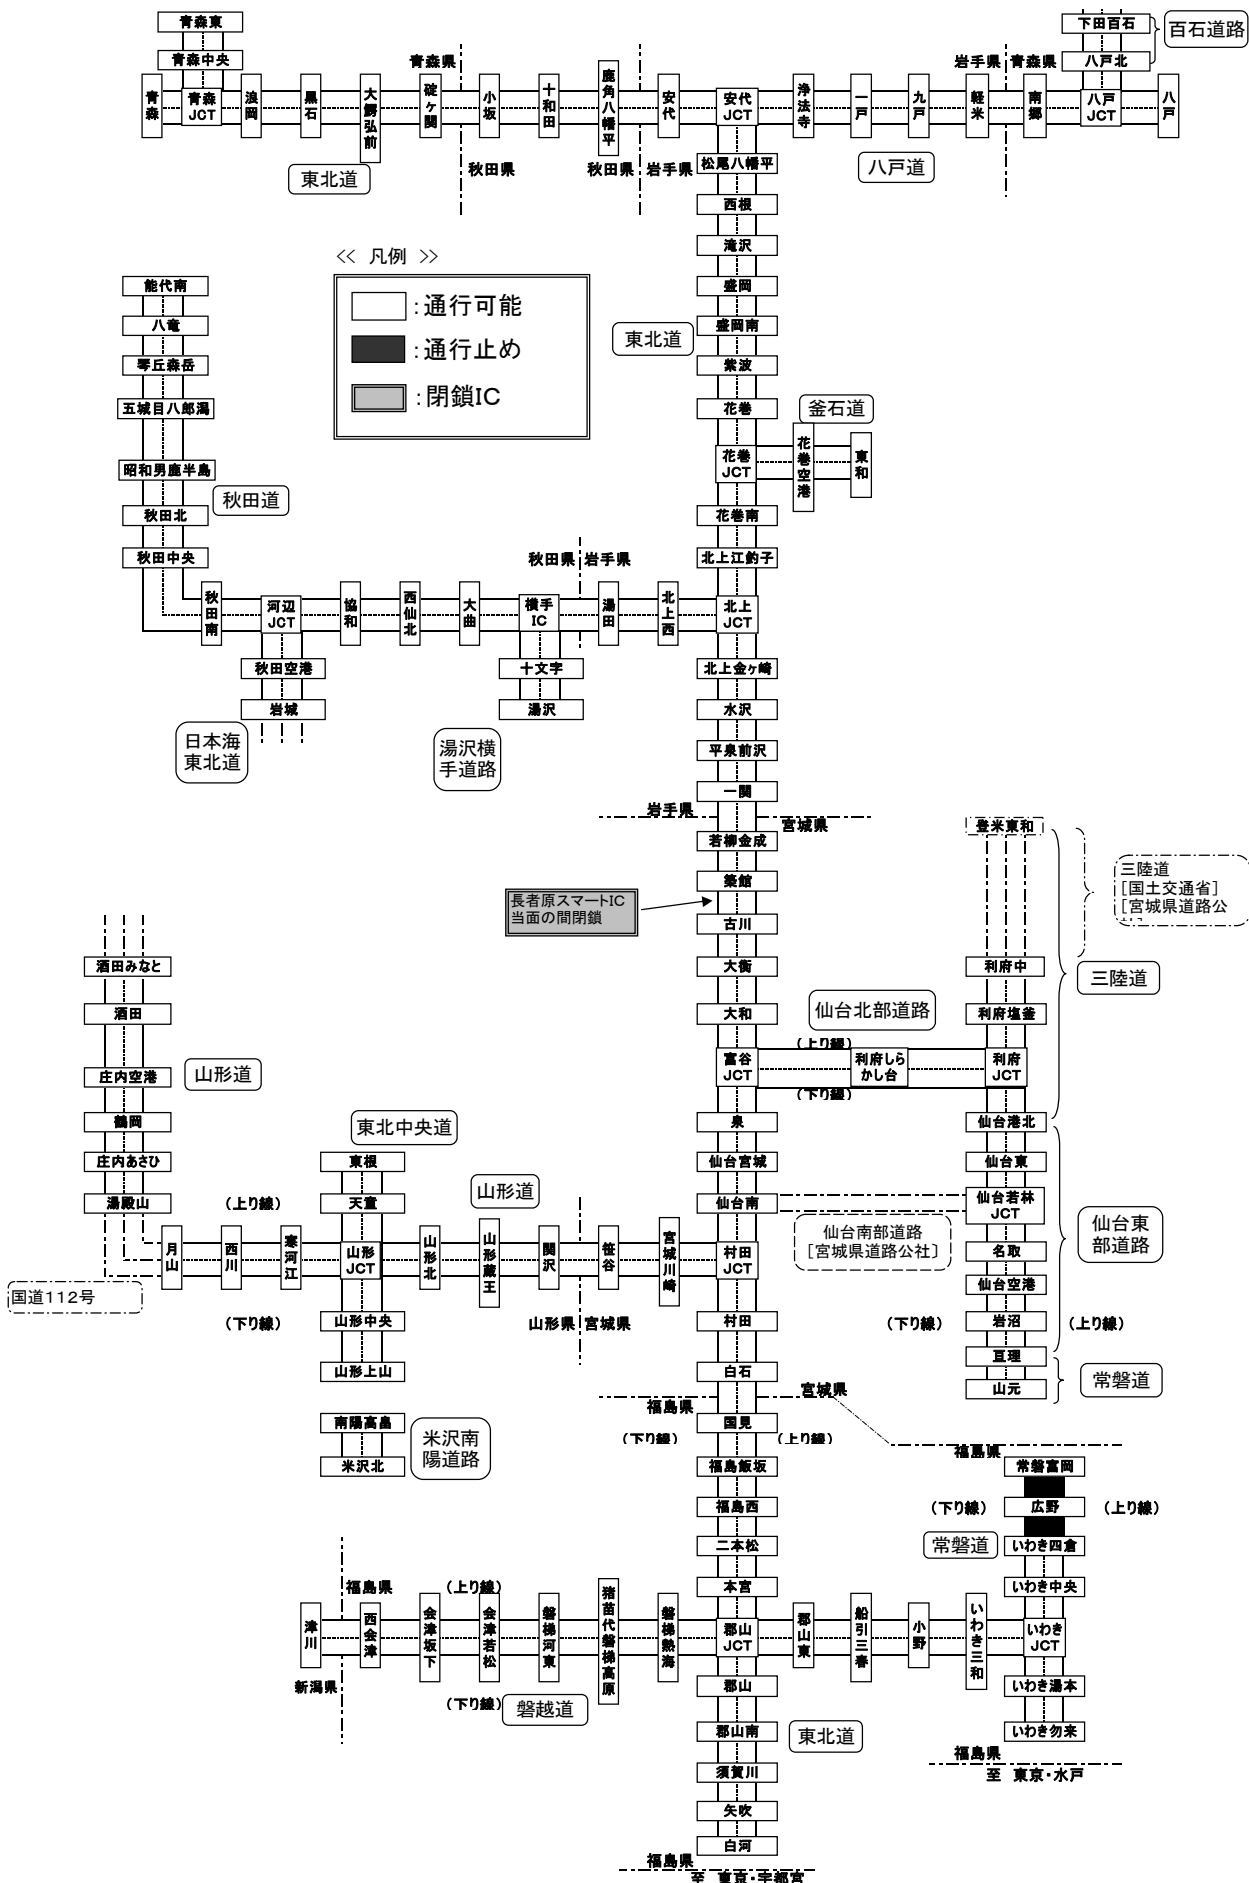 青森東
青森中央
下田百石
八戸北
百石道路
青森県
岩手県 青森県
青森
青森JCT
浪岡
黒石
大鰐弘前
碇ヶ関
小坂
十和田
鹿角八幡平
安代
安代JCT
浄法寺
一戸
九戸
軽米
南郷
八戸JCT
八戸
東北道
秋田県
秋田県 岩手県
八戸道
松尾八幡平
西根
滝沢
盛岡
盛岡南
紫波
花巻
東北道
≪ 凡例 ≫
:通行可能
:通行止め
:閉鎖IC
能代南
八竜
琴丘森岳
五城目八郎潟
昭和男鹿半島
秋田北
秋田中央
秋田道
釜石道
花巻JCT
花巻空港
東和
花巻南
北上江釣子
秋田県 岩手県
秋田南
河辺JCT
協和
西仙北
大曲
横手IC
湯田
北上西
北上JCT
秋田空港
岩城
十文字
湯沢
日本海
東北道
湯沢横
手道路
北上金ヶ崎
水沢
平泉前沢
一関
岩手県
宮城県
若柳金成
築館
長者原スマートIC
当面の間閉鎖
古川
大衡
大和
登米東和
三陸道
[国土交通省]
[宮城県道路公
利府中
利府塩釜
三陸道
仙台北部道路
(上り線)
富谷JCT
利府しらかし台
利府JCT
(下り線)
泉
仙台宮城
仙台南
仙台港北
仙台東
仙台若林JCT
仙台南部道路
[宮城県道路公社]
仙台東
部道路
名取
仙台空港
岩沼
(下り線)
(上り線)
亘理
山元
常磐道
酒田みなと
酒田
庄内空港
鶴岡
庄内あさひ
湯殿山
山形道
東北中央道
東根
天童
山形道
(上り線)
月山
西川
寒河江
山形JCT
山形北
山形蔵王
関沢
笹谷
宮城川崎
村田JCT
国道112号
(下り線)
山形中央
山形上山
山形県 宮城県
村田
白石
宮城県
福島県
南陽高畠
米沢北
米沢南
陽道路
国見
(下り線)
(上り線)
福島飯坂
福島西
二本松
本宮
福島県
常磐富岡
(下り線)
広野
(上り線)
常磐道
いわき四倉
いわき中央
福島県
(上り線)
津川
西会津
会津坂下
会津若松
磐梯河東
猪苗代磐梯高原
磐梯熱海
郡山JCT
郡山東
船引三春
小野
いわき三和
いわきJCT
新潟県
(下り線)
磐越道
郡山
郡山南
須賀川
矢吹
白河
東北道
いわき湯本
いわき勿来
福島県
至 東京・水戸
福島県
至 東京・宇都宮